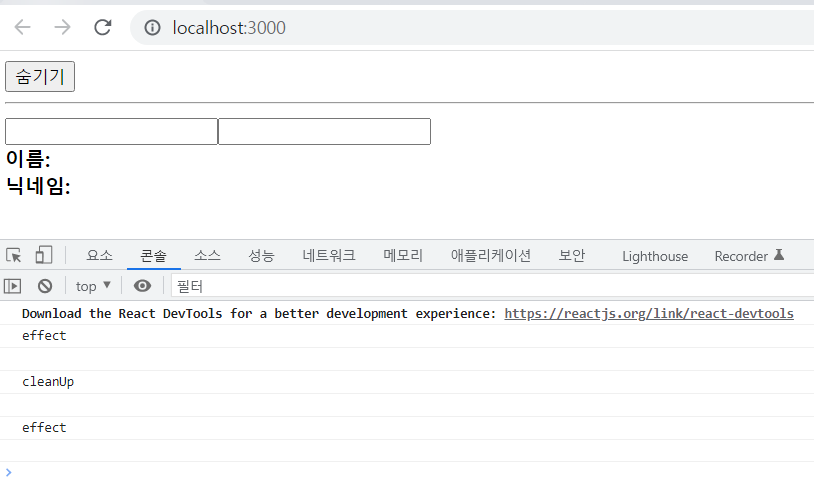 localhost:3000
숨기기
이름:
닉네임:
요소 콘솔 소스 성능 네트워크 메모리 애플리케이션 보안 Lighthouse Recorder
top ▼ 필터
Download the React DevTools for a better development experience: https://reactjs.org/link/react-devtools
effect
cleanUp
effect
>